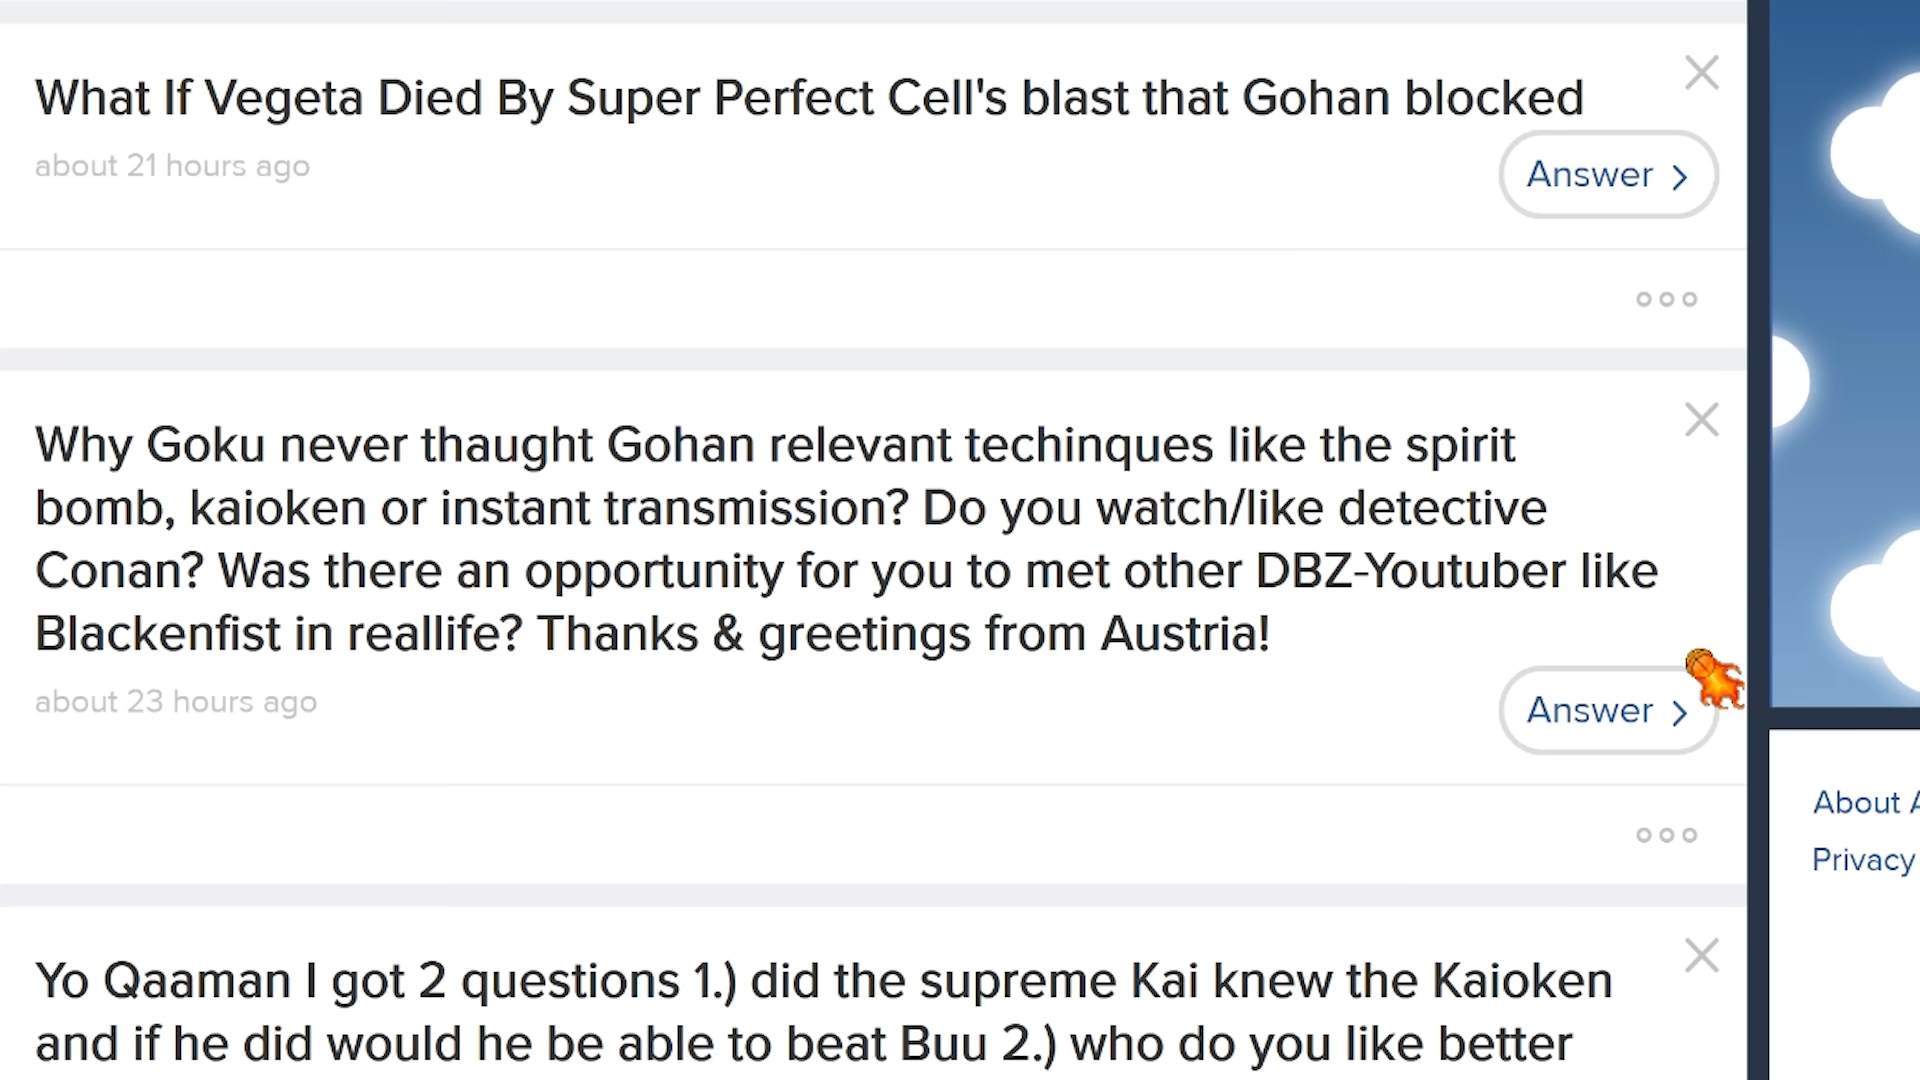 What If Vegeta Died By Super Perfect Cell's blast that Gohan blocked
about 21 hours ago
Answer
Why Goku never thaught Gohan relevant techinques like the spirit
bomb, kaioken or instant transmission? Do you watch/like detective
Conan? Was there an opportunity for you to met other DBZ-Youtuber like
Blackenfist in reallife? Thanks & greetings from Austria!
about 23 hours ago
Answer
About A
Privacy
Yo Qaaman I got 2 questions 1.) did the supreme Kai knew the Kaioken
and if he did would he be able to beat Buu 2.) who do you like better